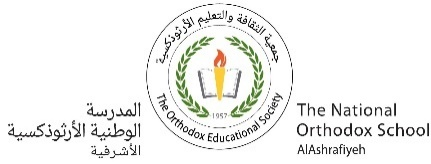 جمعية الثقافة والتعليم الأرثوذكسية
1957
The Orthodox Educational Society
المدرسة
الوطنية الأرثوذكسية
الأشرفية
The National
Orthodox School
AlAshrafiyeh